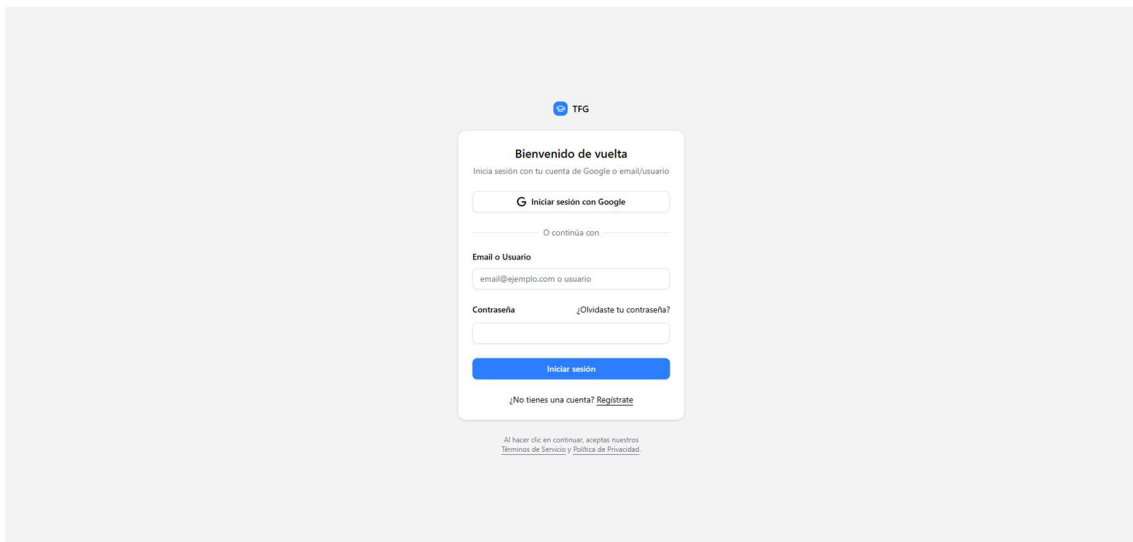 TFG
Bienvenido de vuelta
Inicia sesión con tu cuenta de Google o email/usuario
G Iniciar sesión con Google
O continúa con
Email o Usuario
email@ejemplo.com o usuario
Contraseña ¿Olvidaste tu contraseña?
Iniciar sesión
¿No tienes una cuenta? Regístrate
Al hacer clic en continuar, aceptas nuestros
Términos de Servicio y Política de Privacidad.